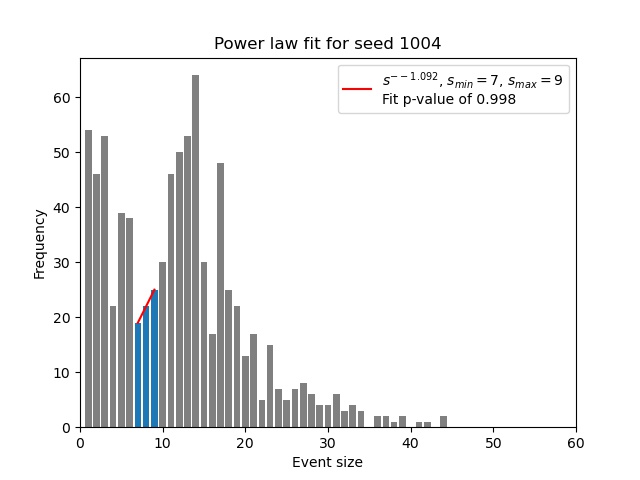 Power law fit for seed 1004
s^{--1.092}, s_{min} = 7, s_{max} = 9
Fit p-value of 0.998
Frequency
60
50
40
30
20
10
0
0 10 20 30 40 50 60
Event size